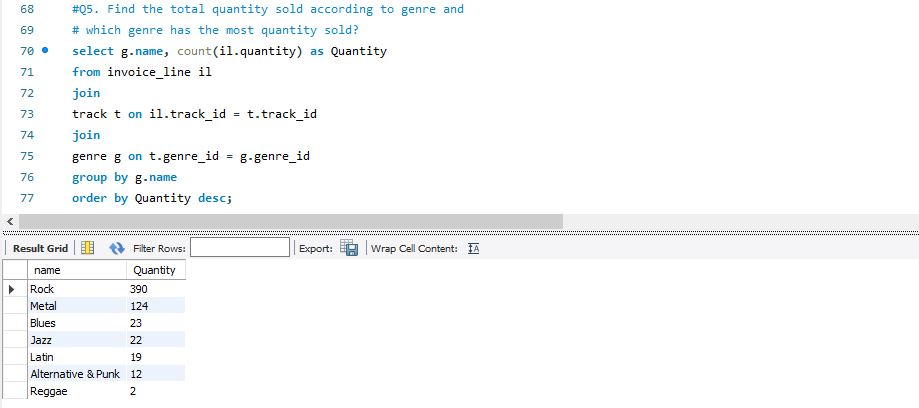 68 #Q5. Find the total quantity sold according to genre and
69 # which genre has the most quantity sold?
70 select g.name, count(il.quantity) as Quantity
71 from invoice_line il
72 join
73 track t on il.track_id = t.track_id
74 join
75 genre g on t.genre_id = g.genre_id
76 group by g.name
77 order by Quantity desc;
Result Grid Filter Rows: Export: Wrap Cell Content: IA
name Quantity
Rock 390
Metal 124
Blues 23
Jazz 22
Latin 19
Alternative & Punk 12
Reggae 2